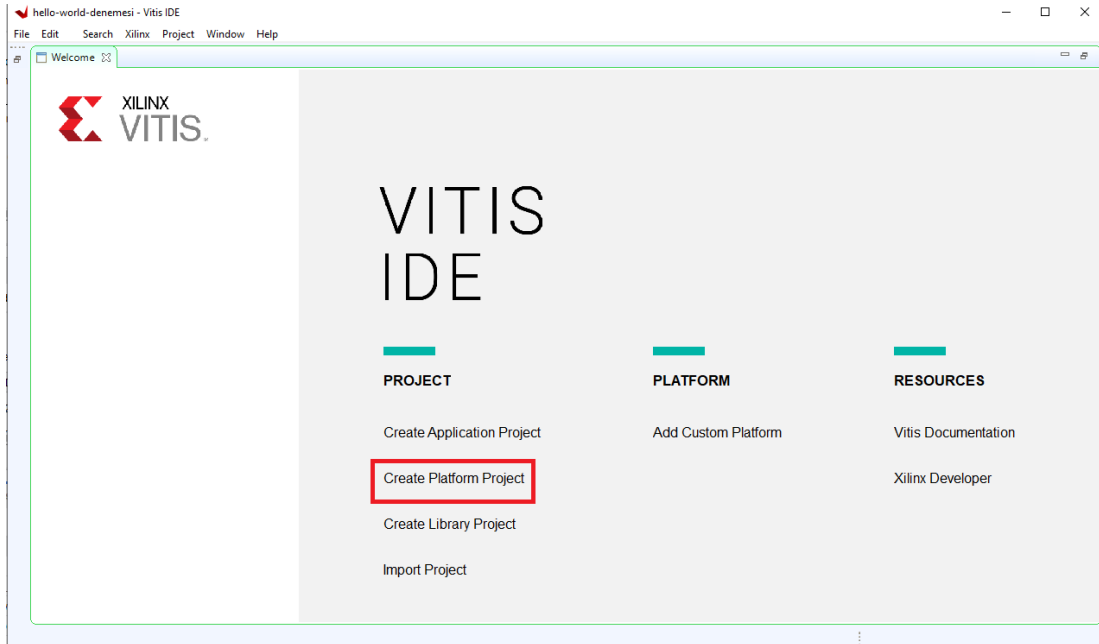 hello-world-denemesi - Vitis IDE
File Edit Search Xilinx Project Window Help
Welcome
XILINX
VITIS
VITIS
IDE
PROJECT PLATFORM RESOURCES
Create Application Project Add Custom Platform Vitis Documentation
Create Platform Project Xilinx Developer
Create Library Project
Import Project